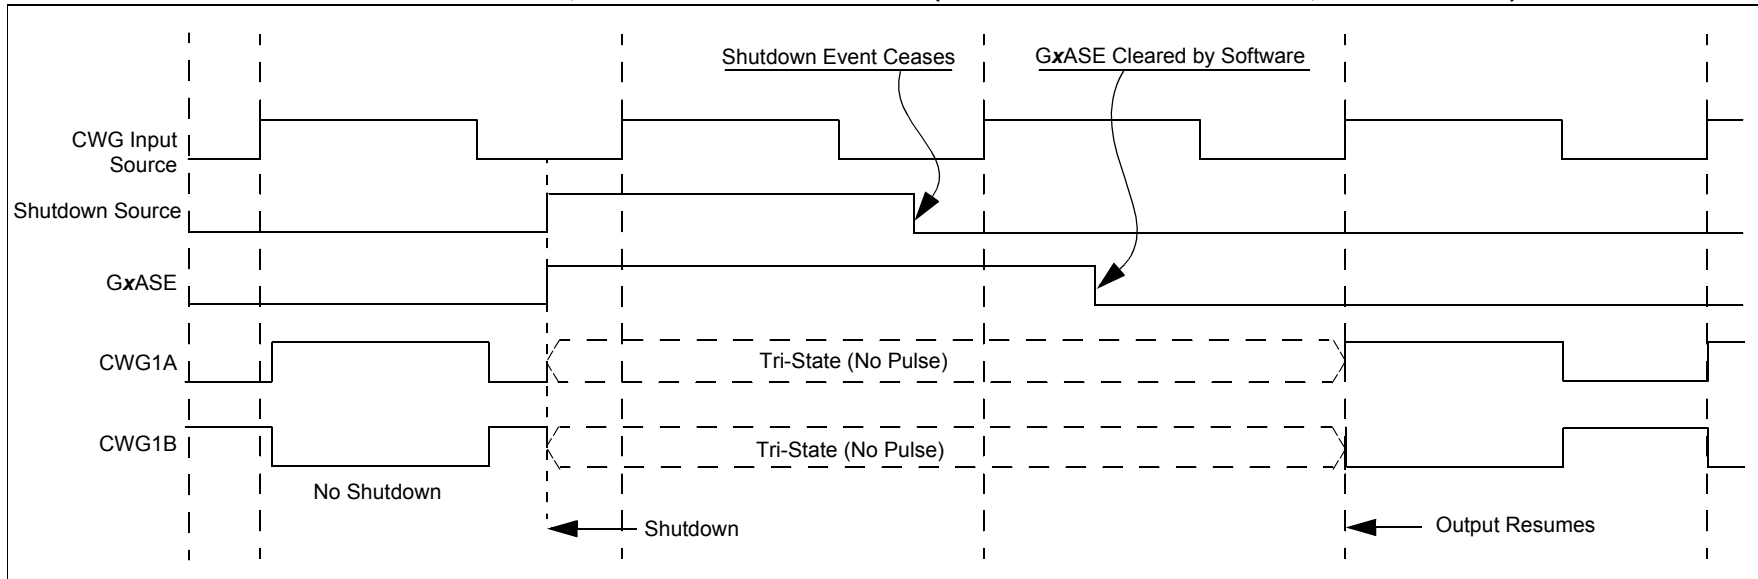 Shutdown Event Ceases
GxASE Cleared by Software
CWG Input
Source
Shutdown Source
GxASE
CWG1A
Tri-State (No Pulse)
CWG1B
Tri-State (No Pulse)
No Shutdown
Shutdown
Output Resumes